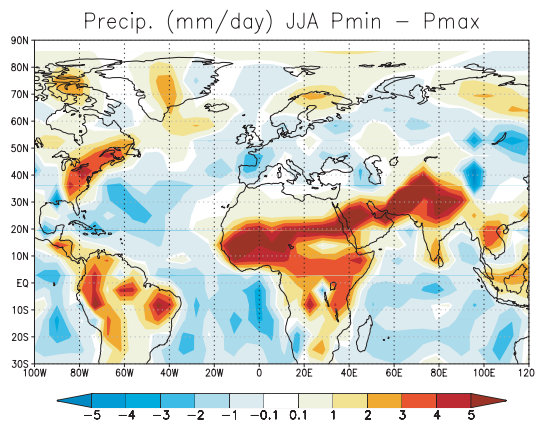 Precip. (mm/day) JJA Pmin − Pmax
90N
80N
70N
60N
50N
40N
30N
20N
10N
EQ
10S
20S
30S
100W 80W 60W 40W 20W 0 20E 40E 60E 80E 100E 120
−5 −4 −3 −2 −1 −0.1 0.1 1 2 3 4 5